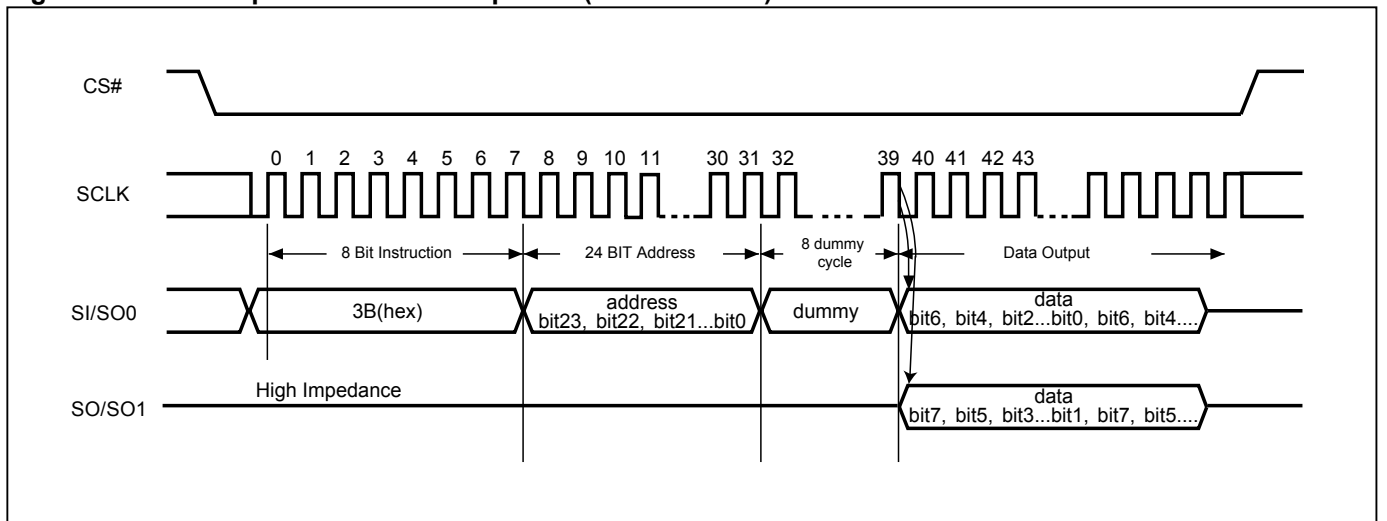 CS#
0 1 2 3 4 5 6 7 8 9 10 11 30 31 32 39 40 41 42 43
SCLK
8 Bit Instruction 24 BIT Address 8 dummy cycle Data Output
SI/SO0
3B(hex)
address
bit23, bit22, bit21...bit0
dummy
data
bit6, bit4, bit2...bit0, bit6, bit4....
High Impedance
SO/SO1
data
bit7, bit5, bit3...bit1, bit7, bit5....